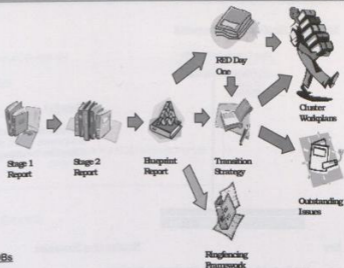 RED Day
One
Cluster
Workplans
Stage 1
Report
Stage 2
Report
Blueprint
Report
Transition
Strategy
Outstanding
Issues
Ringfencing
Framework